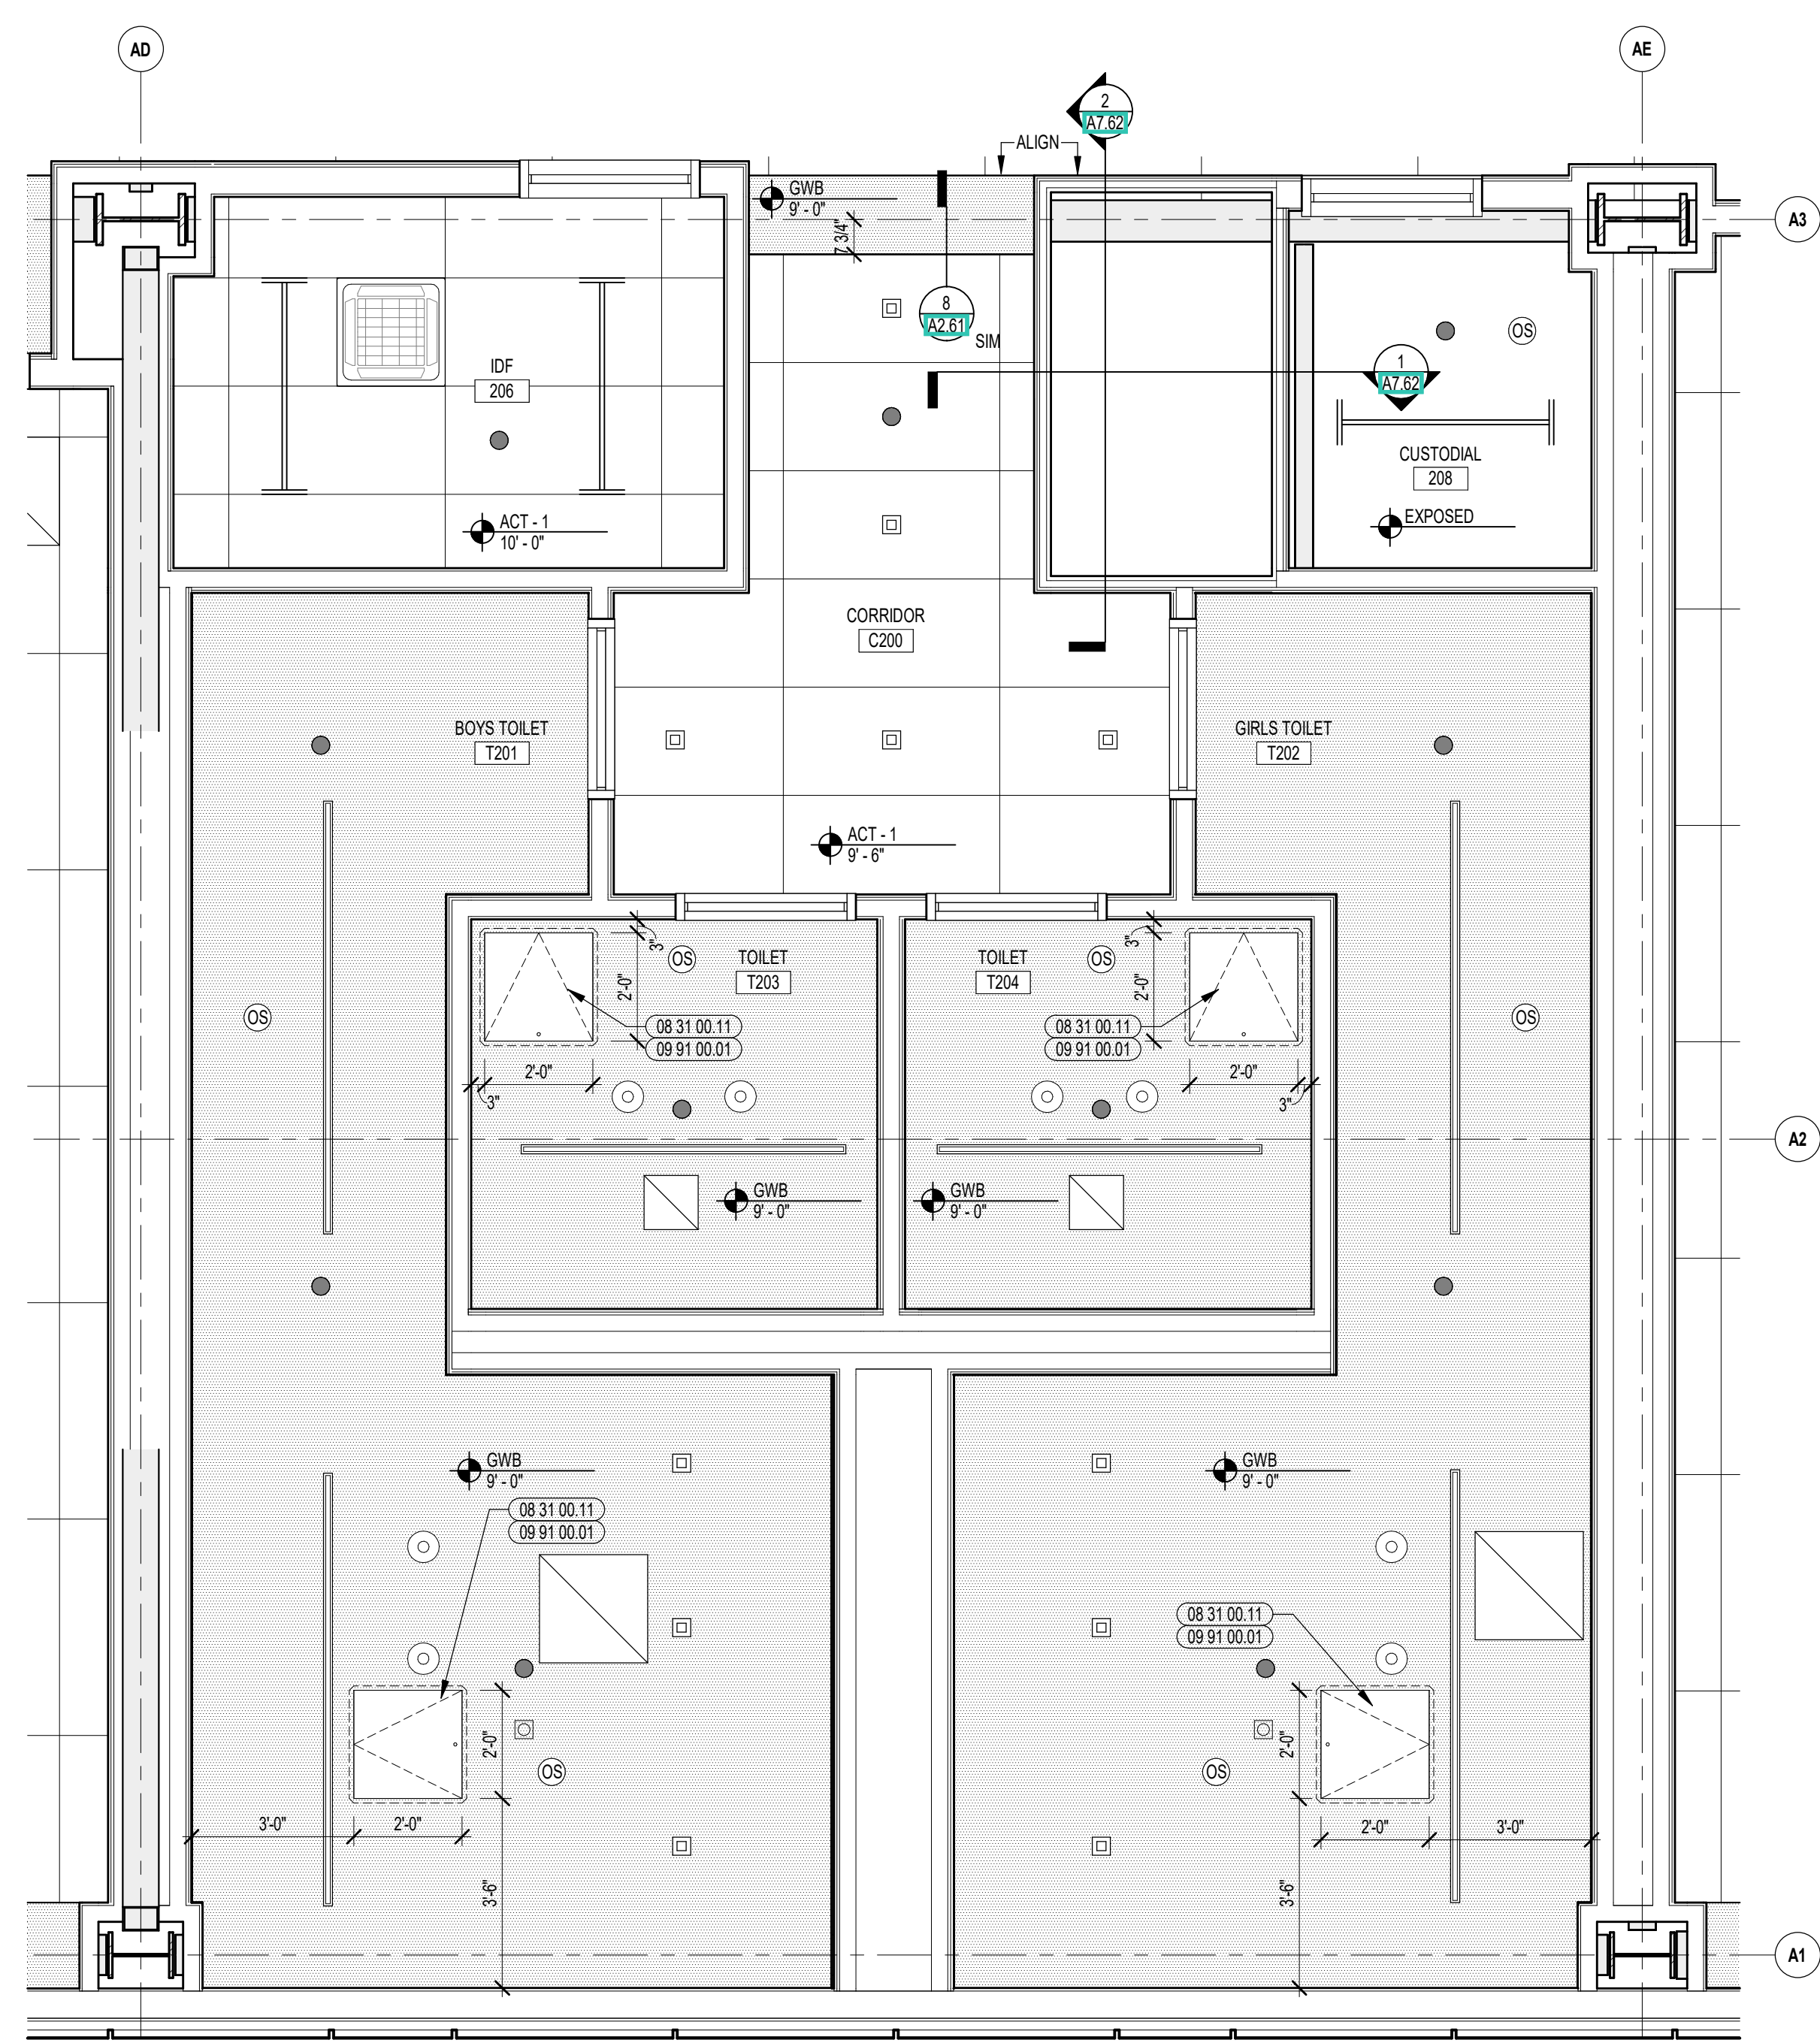 AD
AE
2
A7.62
ALIGN
GWB
9' - 0"
7 3/4"
A3
8
A2.61
SIM
OS
1
A7.62
IDF
206
CUSTODIAL
208
ACT - 1
10' - 0"
EXPOSED
CORRIDOR
C200
BOYS TOILET
T201
GIRLS TOILET
T202
ACT - 1
9' - 6"
3"
OS
TOILET
T203
TOILET
T204
OS
3"
2'-0"
2'-0"
OS
08 31 00.11
09 91 00.01
08 31 00.11
09 91 00.01
OS
2'-0"
3"
2'-0"
3"
A2
GWB
9' - 0"
GWB
9' - 0"
GWB
9' - 0"
GWB
9' - 0"
08 31 00.11
09 91 00.01
08 31 00.11
09 91 00.01
2'-0"
2'-0"
OS
OS
3'-0"
2'-0"
2'-0"
3'-0"
3'-6"
3'-6"
A1